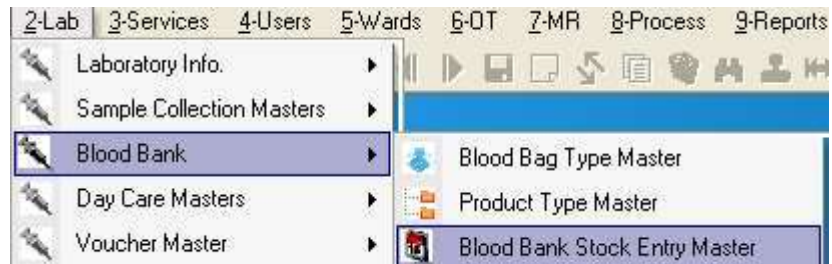 2-Lab 3-Services 4-Users 5-Wards 6-OT 7-MR 8-Process 9-Reports
Laboratory Info.
Sample Collection Masters
Blood Bank
Blood Bag Type Master
Day Care Masters
Product Type Master
Voucher Master
Blood Bank Stock Entry Master